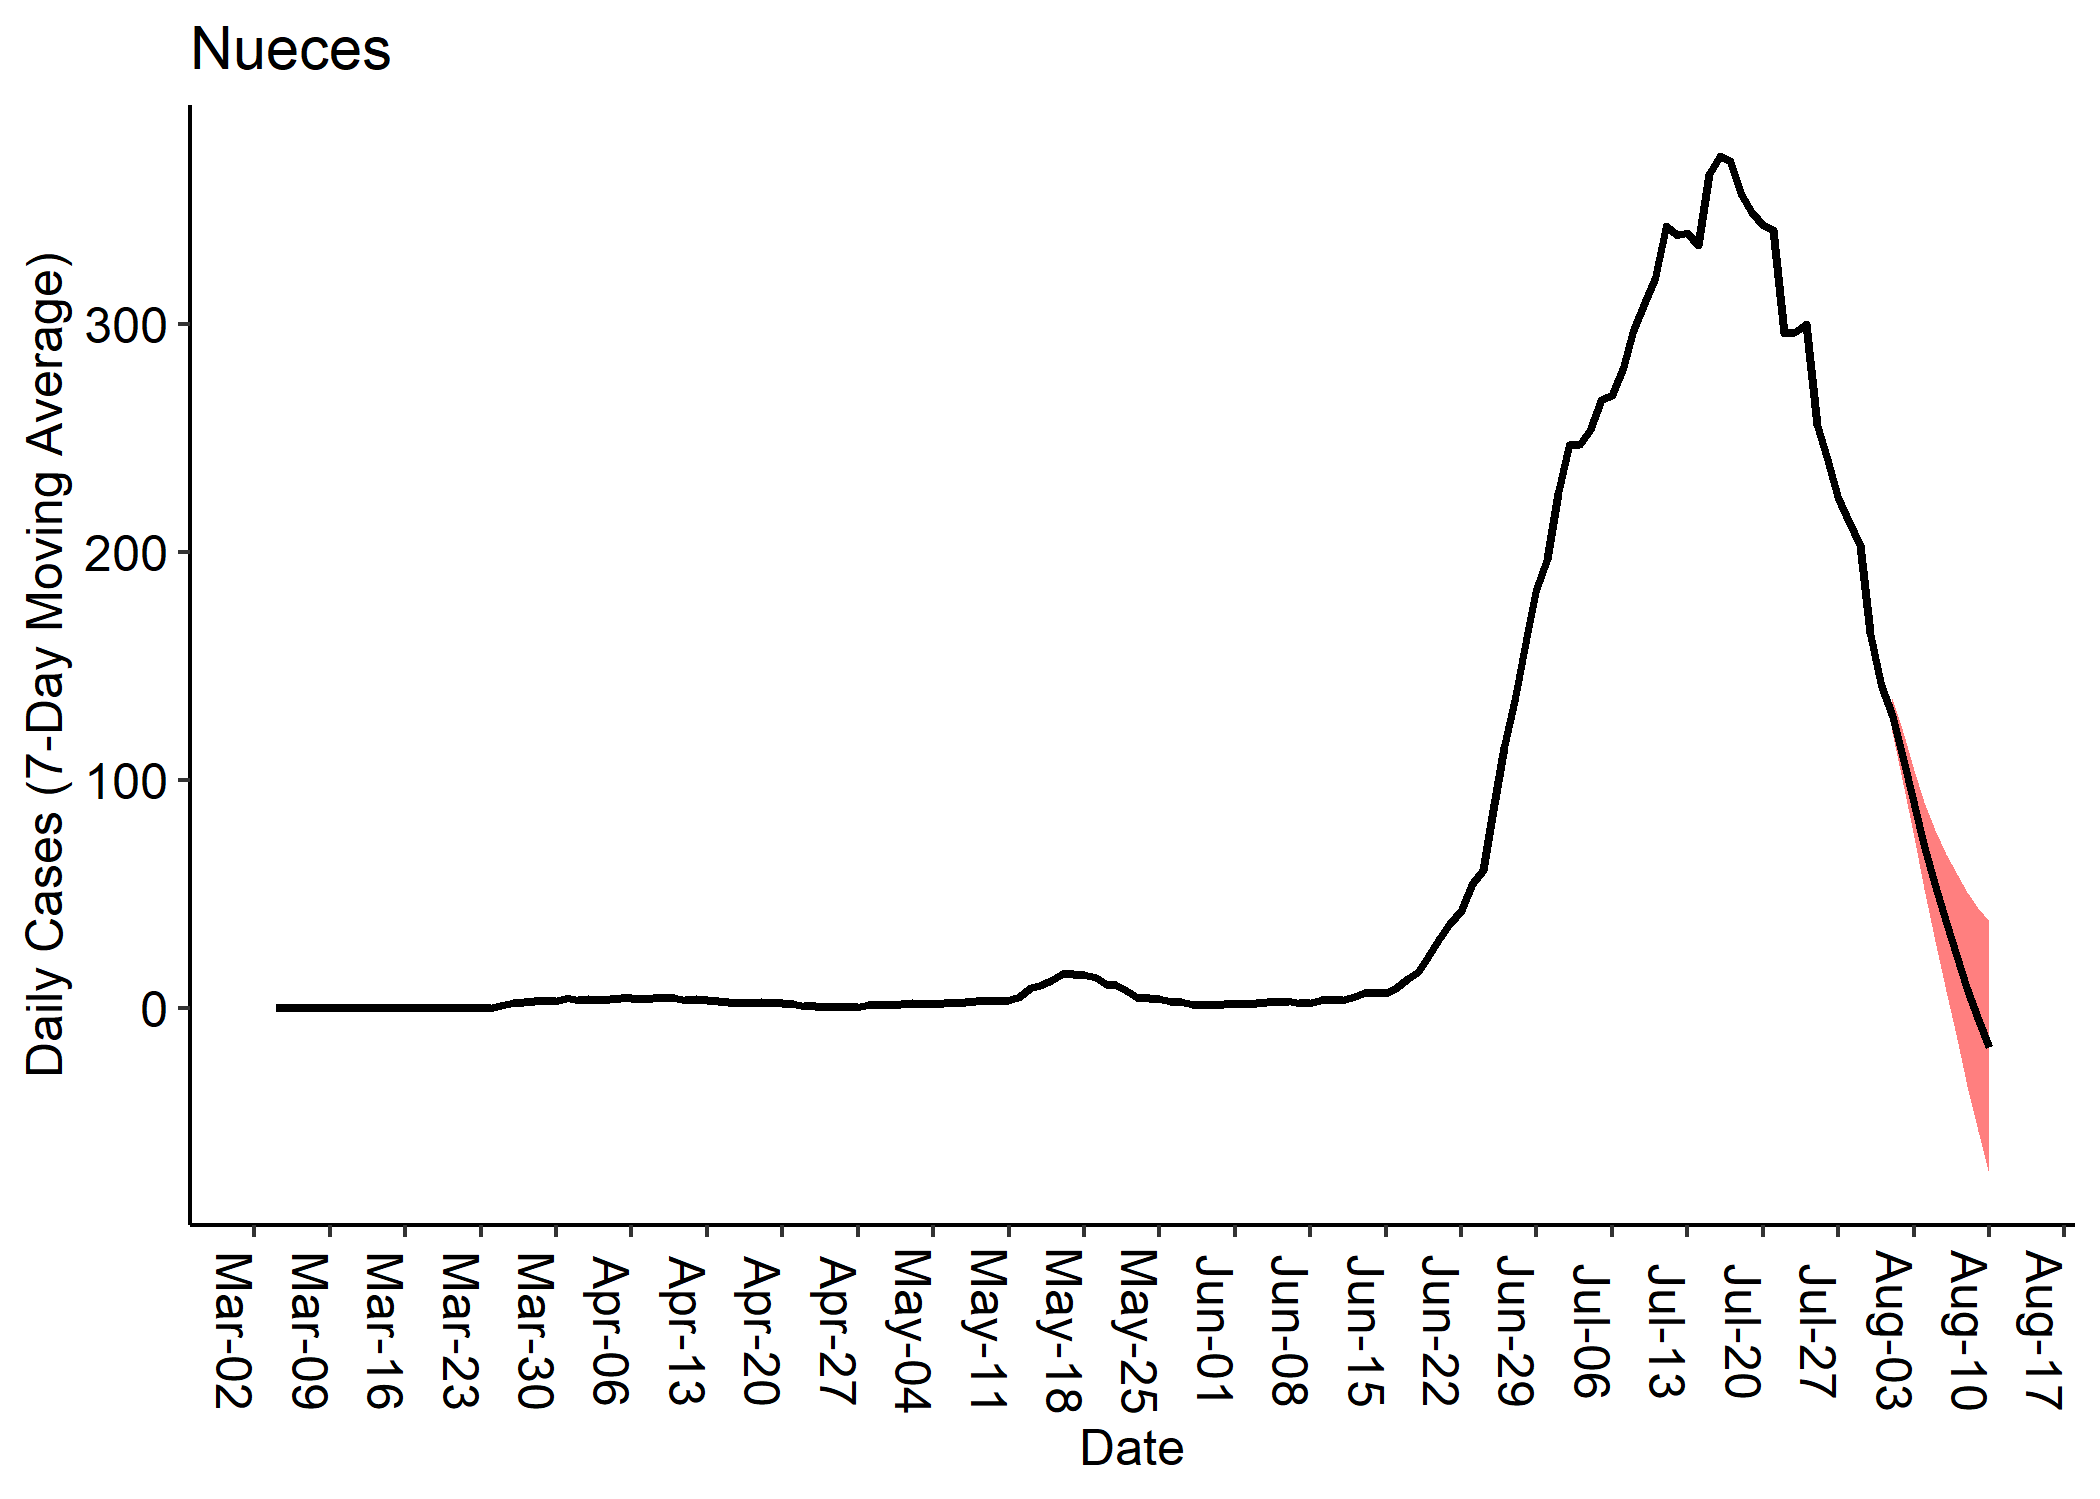 Nueces
Daily Cases (7-Day Moving Average)
300
200
100
0
Mar-02
Mar-09
Mar-16
Mar-23
Mar-30
Apr-06
Apr-13
Apr-20
Apr-27
May-04
May-11
May-18
May-25
Jun-01
Jun-08
Jun-15
Jun-22
Jun-29
Jul-06
Jul-13
Jul-20
Jul-27
Aug-03
Aug-10
Aug-17
Date